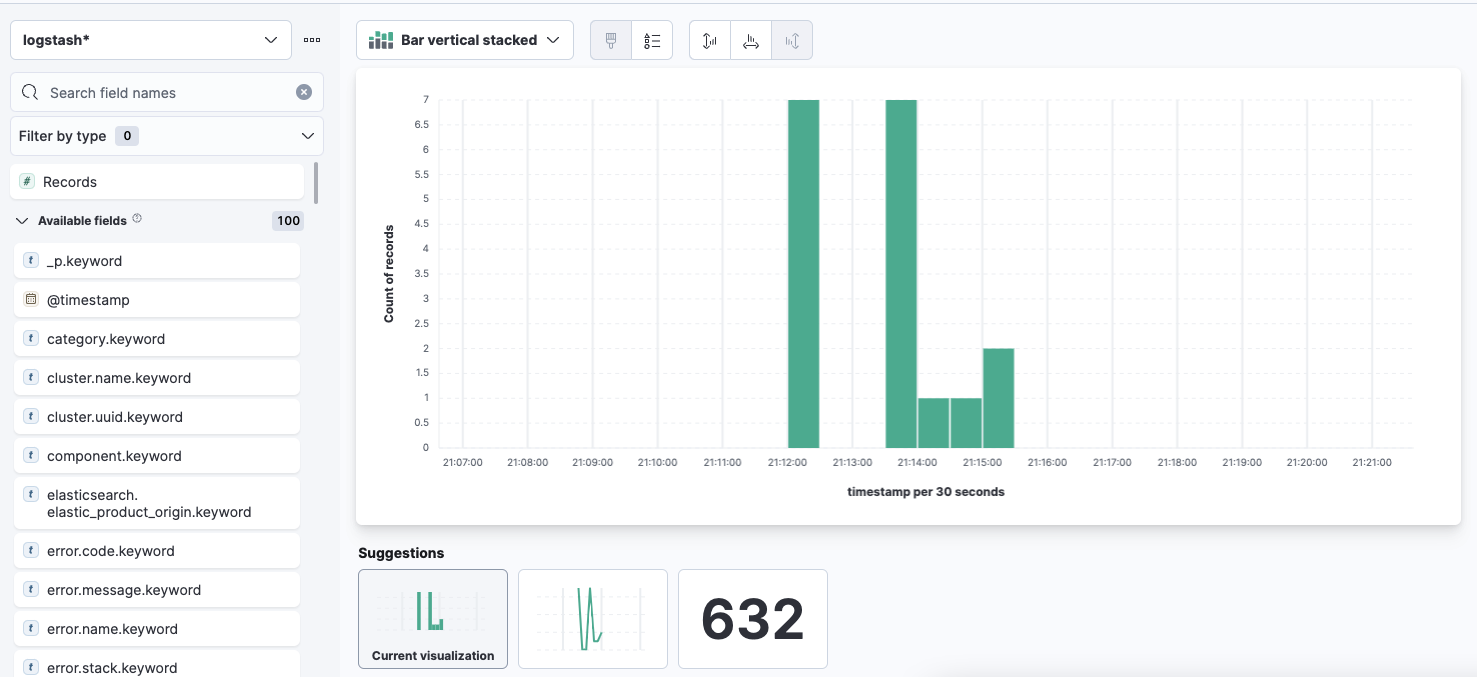 logstash*
Bar vertical stacked
Search field names
Filter by type 0
# Records
Available fields 100
t _p.keyword
@timestamp
t category.keyword
t cluster.name.keyword
t cluster.uuid.keyword
t component.keyword
t elasticsearch.
elastic_product_origin.keyword
t error.code.keyword
t error.message.keyword
t error.name.keyword
t error.stack.keyword
Count of records
7
6.5
6
5.5
5
4.5
4
3.5
3
2.5
2
1.5
1
0.5
0
21:07:00 21:08:00 21:09:00 21:10:00 21:11:00 21:12:00 21:13:00 21:14:00 21:15:00 21:16:00 21:17:00 21:18:00 21:19:00 21:20:00 21:21:00
timestamp per 30 seconds
Suggestions
Current visualization
632